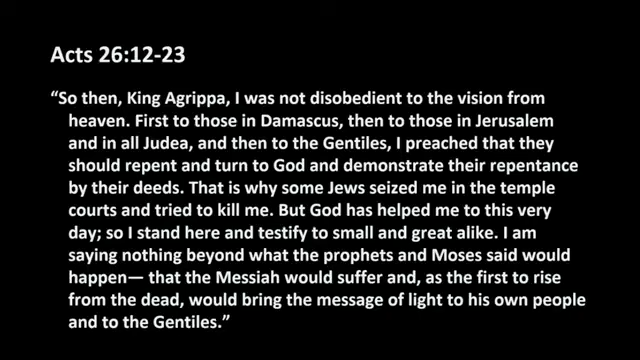 Acts 26:12-23
“So then, King Agrippa, I was not disobedient to the vision from
heaven. First to those in Damascus, then to those in Jerusalem
and in all Judea, and then to the Gentiles, I preached that they
should repent and turn to God and demonstrate their repentance
by their deeds. That is why some Jews seized me in the temple
courts and tried to kill me. But God has helped me to this very
day; so I stand here and testify to small and great alike. I am
saying nothing beyond what the prophets and Moses said would
happen— that the Messiah would suffer and, as the first to rise
from the dead, would bring the message of light to his own people
and to the Gentiles.”